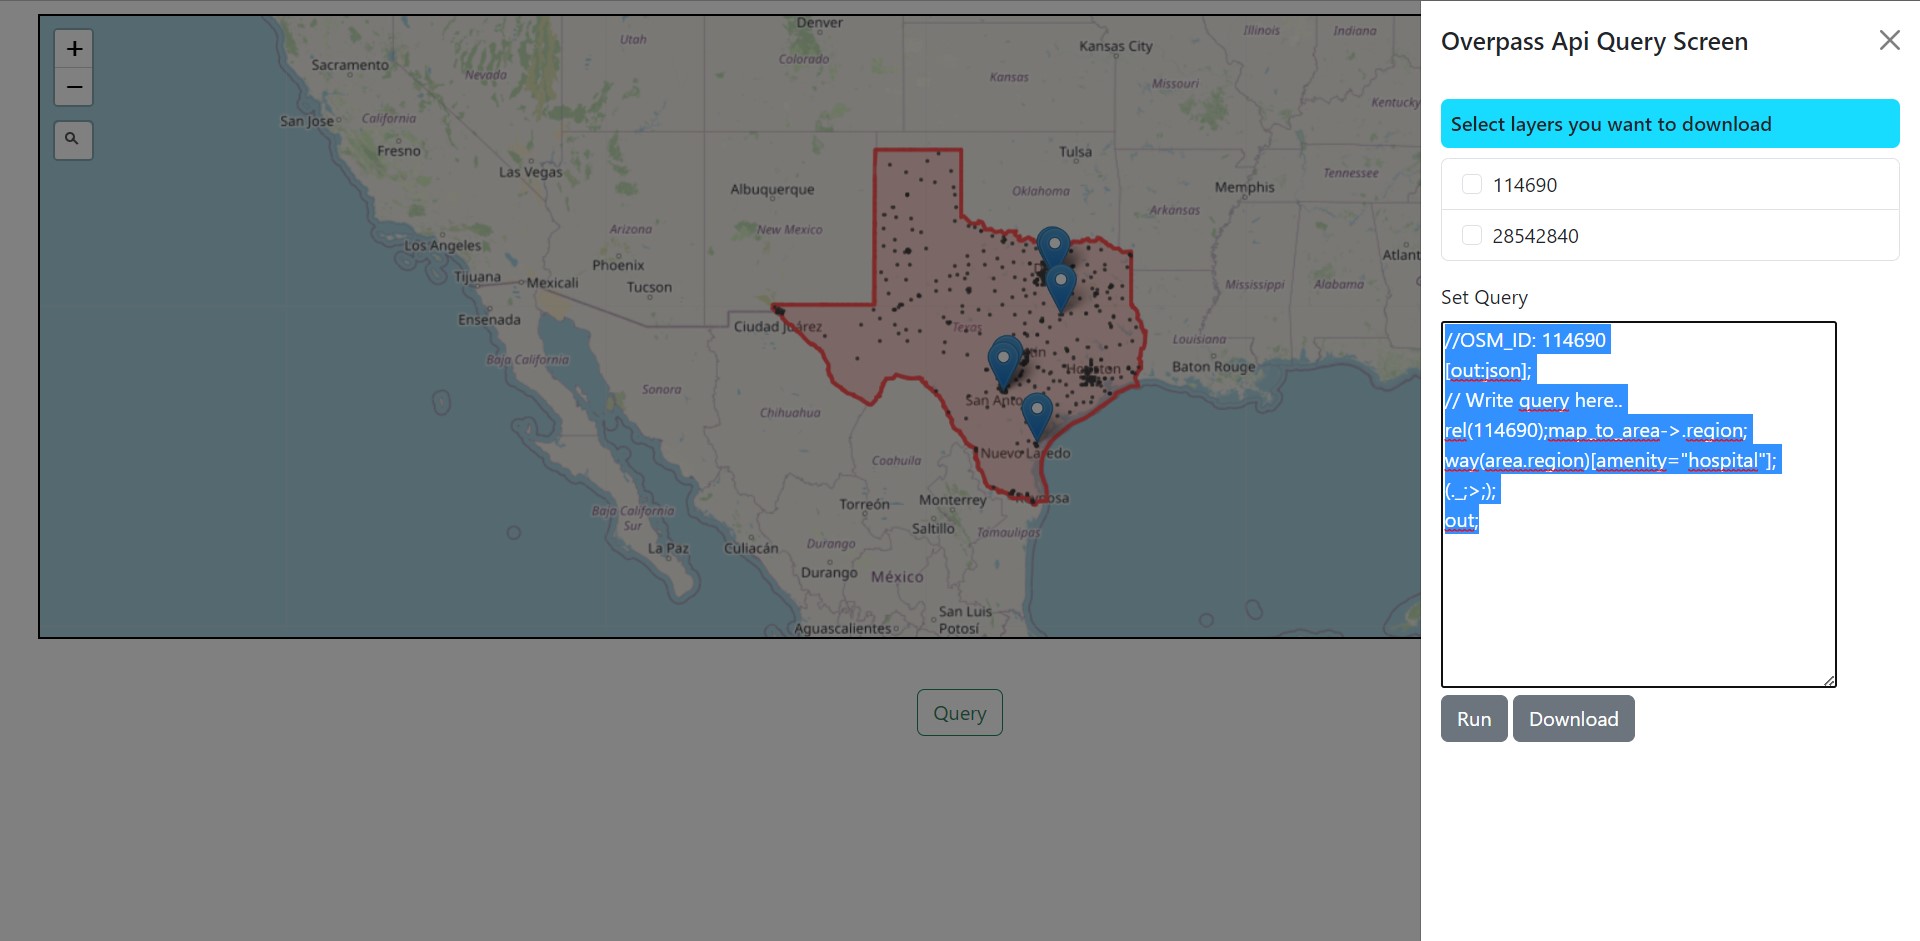 Denver
Utah
Kansas City
Illinois
Indiana
Sacramento
Colorado
Nevada
Kansas
Missouri
Kentucky
San Jose
California
Fresno
Las Vegas
Tulsa
Albuquerque
Oklahoma
Memphis
Tennessee
Arkansas
Arizona
New Mexico
Los Angeles
Phoenix
Atlant
Tijuana
Mexicali
Tucson
Mississippi
Alabama
Ensenada
Ciudad Juárez
Texas
Louisiana
Baja California
Houston
Baton Rouge
Sonora
San Anto
Chihuahua
Nuevo Laredo
Coahuila
Torreón
Monterrey
Baja California
Sur
Saltillo
Tamaulipas
La Paz
Culiacán
Durango
Durango
México
San Luis
Potosí
Aguascalientes
+
−
Query
Overpass Api Query Screen
Select layers you want to download
114690
28542840
Set Query
//OSM_ID: 114690
[out:json];
// Write query here..
rel(114690);map_to_area->.region;
way(area.region)[amenity="hospital"];
(._;>;);
out;
Run
Download